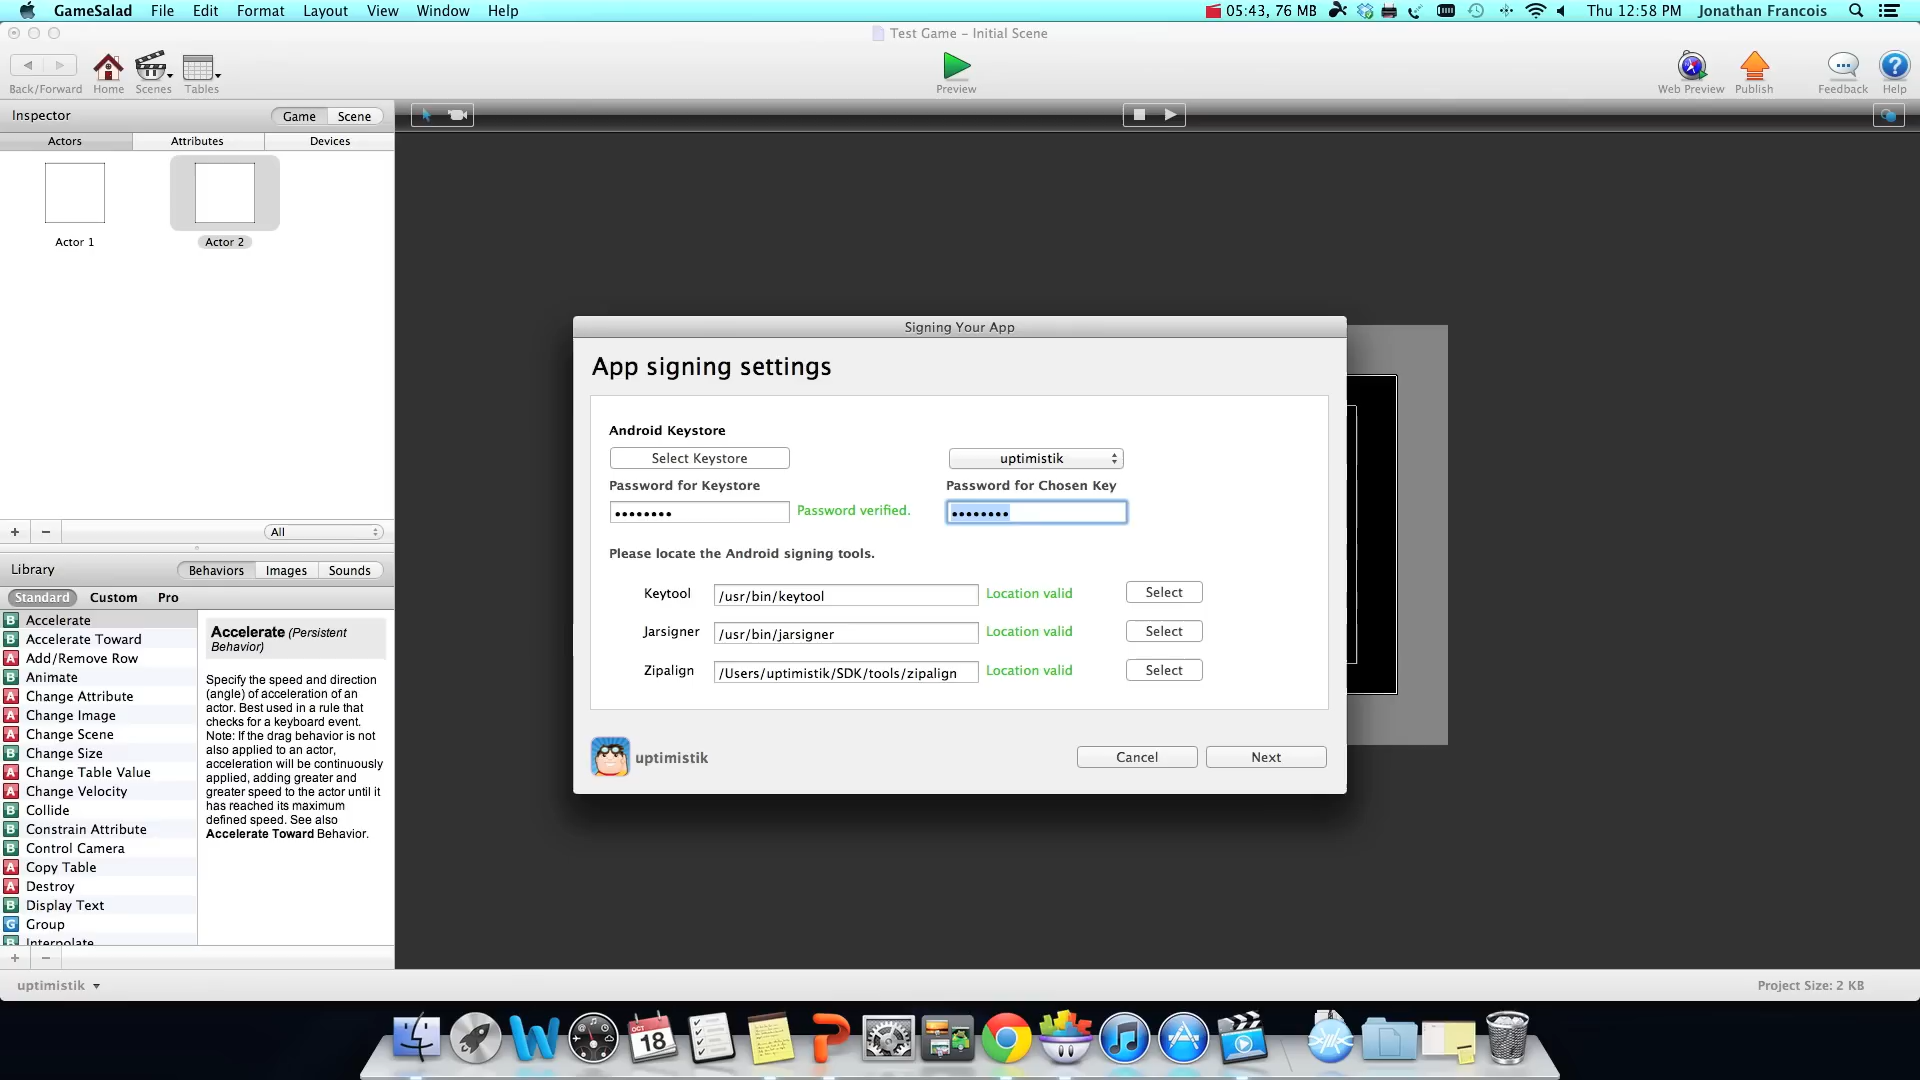 GameSalad File Edit Format Layout View Window Help
05:43, 76 MB Thu 12:58 PM Jonathan Francois
Test Game – Initial Scene
Back/Forward Home Scenes Tables Preview Web Preview Publish Feedback Help
Inspector Game Scene
Actors Attributes Devices
Actor 1 Actor 2
+ − All
Library Behaviors Images Sounds
Standard Custom Pro
B Accelerate
B Accelerate Toward
A Add/Remove Row
B Animate
A Change Attribute
A Change Image
A Change Scene
B Change Size
A Change Table Value
A Change Velocity
B Collide
B Constrain Attribute
B Control Camera
A Copy Table
A Destroy
B Display Text
G Group
B Interpolate
Accelerate (Persistent
Behavior)
Specify the speed and direction
(angle) of acceleration of an
actor. Best used in a rule that
checks for a keyboard event.
Note: If the drag behavior is not
also applied to an actor,
acceleration will be continuously
applied, adding greater and
greater speed to the actor until it
has reached its maximum
defined speed. See also
Accelerate Toward Behavior.
+ −
Signing Your App
App signing settings
Android Keystore
Select Keystore uptimistik
Password for Keystore Password for Chosen Key
•••••••• Password verified. ••••••••
Please locate the Android signing tools.
Keytool /usr/bin/keytool Location valid Select
Jarsigner /usr/bin/jarsigner Location valid Select
Zipalign /Users/uptimistik/SDK/tools/zipalign Location valid Select
uptimistik Cancel Next
uptimistik Project Size: 2 KB
OCT
18